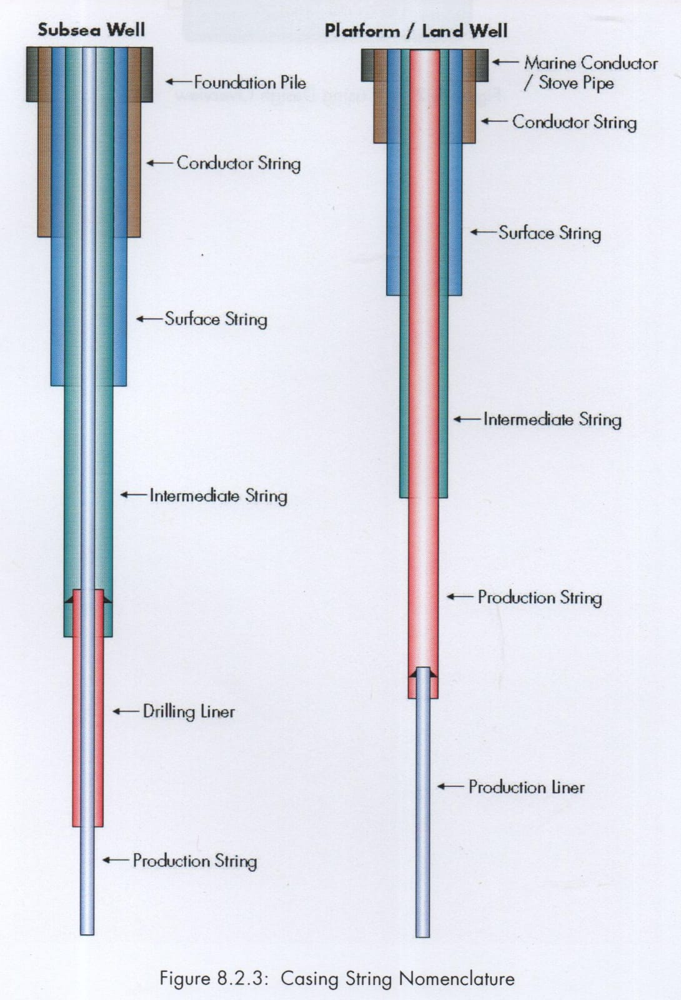 Subsea Well
Platform / Land Well
Foundation Pile
Conductor String
Surface String
Intermediate String
Drilling Liner
Production String
Marine Conductor
/ Stove Pipe
Conductor String
Surface String
Intermediate String
Production String
Production Liner
Figure 8.2.3: Casing String Nomenclature